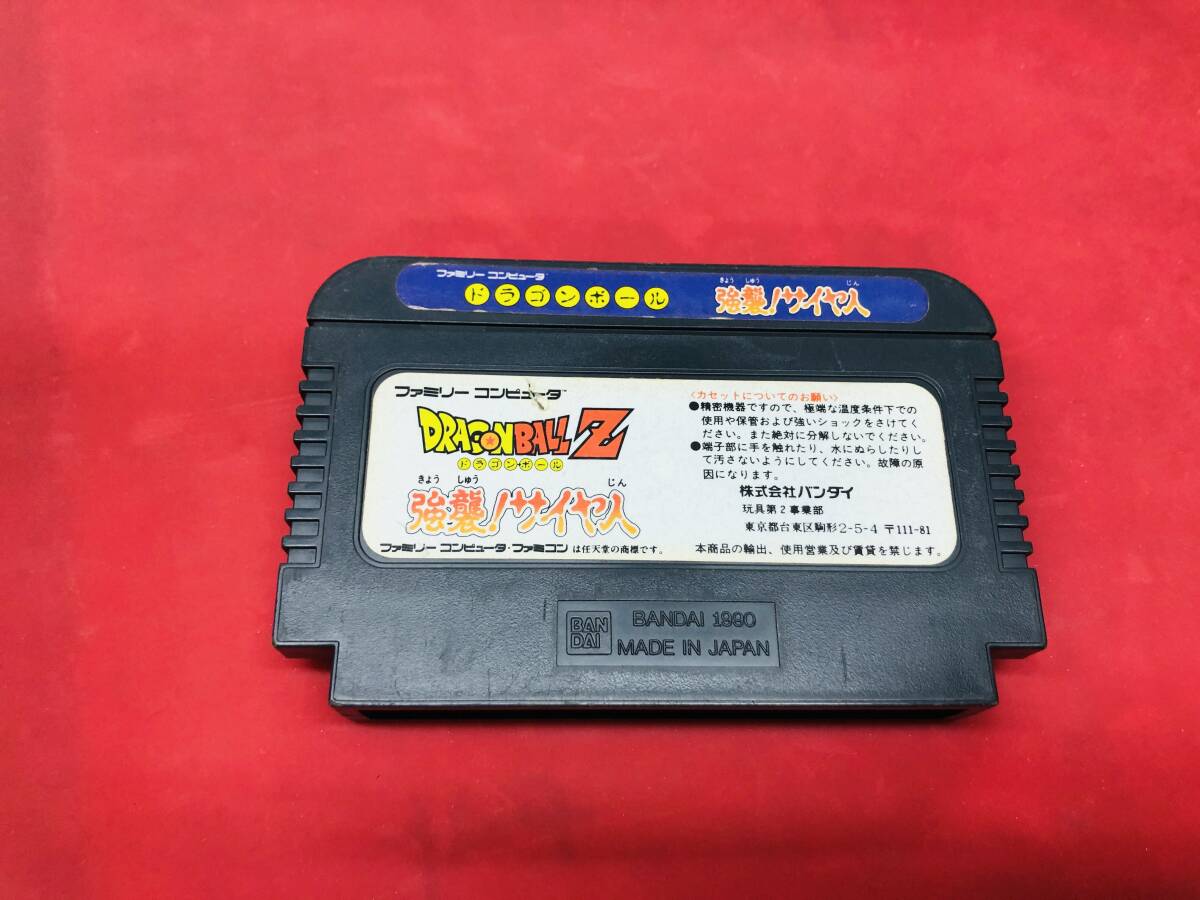 ファミリー コンピュータ
ドラゴンボール
きょう しゅう じん
強襲！サイヤ人
ファミリー コンピュータ™
DRAGON BALL Z
ドラゴンボール
きょう しゅう じん
強襲！サイヤ人
ファミリー コンピュータ・ファミコン は任天堂の商標です。
〈カセットについてのお願い〉
●精密機器ですので、極端な温度条件下での
使用や保管および強いショックをさけてく
ださい。また絶対に分解しないでください。
●端子部に手を触れたり、水にぬらしたりし
て汚さないようにしてください。故障の原
因になります。
株式会社バンダイ
玩具第2事業部
東京都台東区駒形2-5-4 〒111-81
本商品の輸出、使用営業及び賃貸を禁じます。
BAN
DAI
BANDAI 1990
MADE IN JAPAN